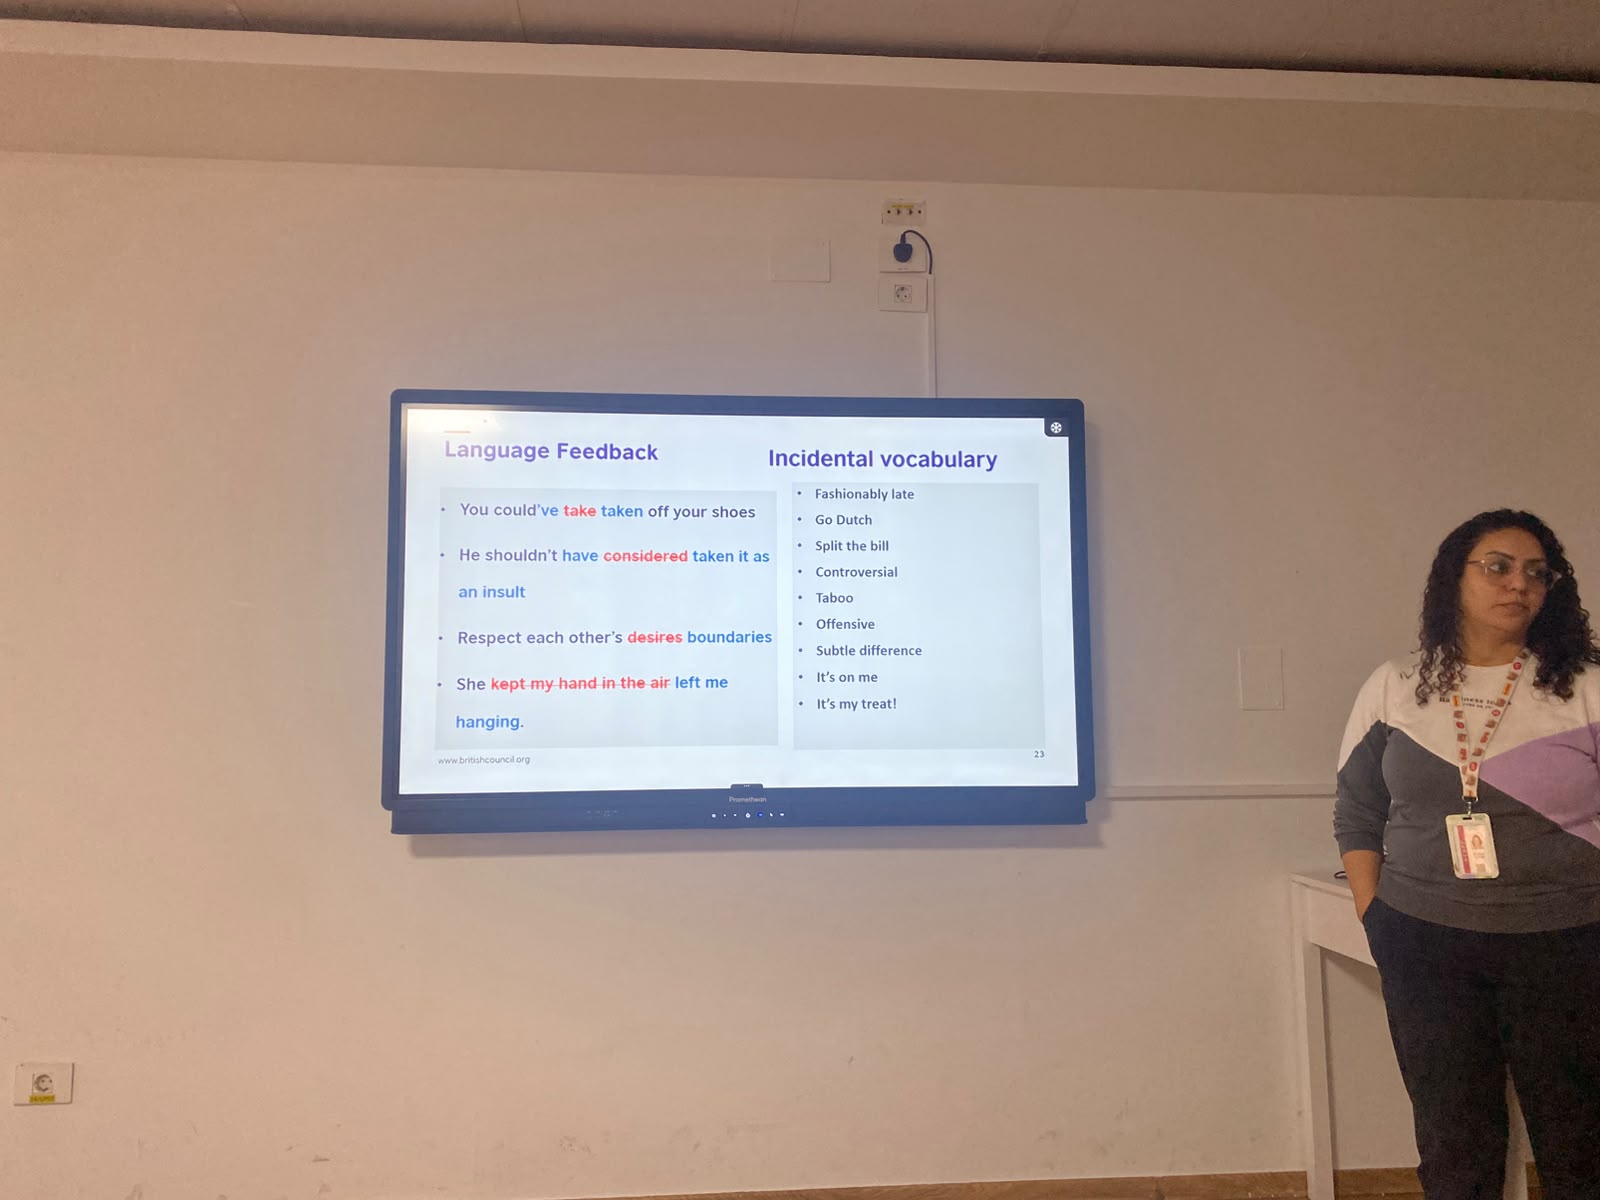 Language Feedback
• You could've take taken off your shoes
• He shouldn't have considered taken it as
an insult
• Respect each other's desires boundaries
• She kept my hand in the air left me
hanging.
www.britishcouncil.org
Incidental vocabulary
• Fashionably late
• Go Dutch
• Split the bill
• Controversial
• Taboo
• Offensive
• Subtle difference
• It's on me
• It's my treat!
23
Promethean